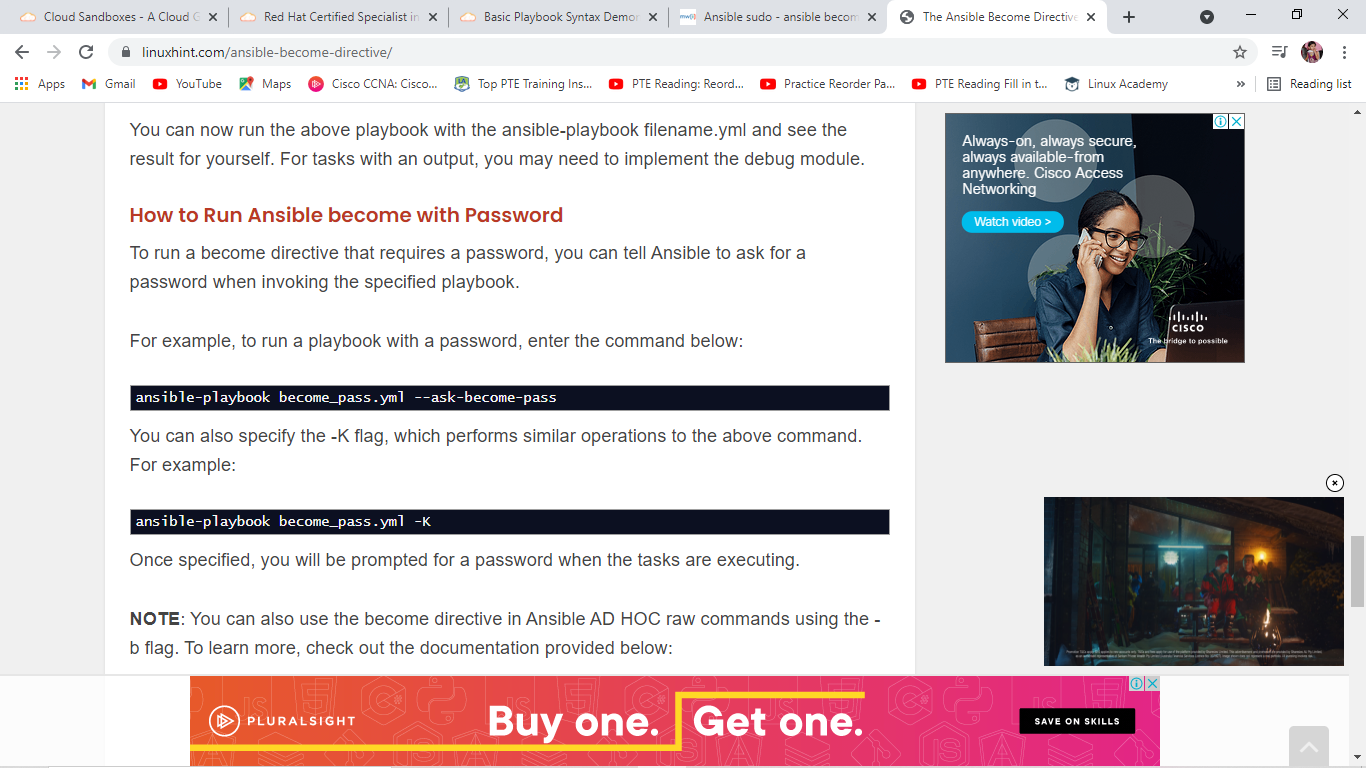 Cloud Sandboxes - A Cloud G
Red Hat Certified Specialist in
Basic Playbook Syntax Demon
Ansible sudo - ansible becom
The Ansible Become Directive
linuxhint.com/ansible-become-directive/
Apps
Gmail
YouTube
Maps
Cisco CCNA: Cisco...
Top PTE Training Ins...
PTE Reading: Reord...
Practice Reorder Pa...
PTE Reading Fill in t...
Linux Academy
»
Reading list
You can now run the above playbook with the ansible-playbook filename.yml and see the
result for yourself. For tasks with an output, you may need to implement the debug module.
How to Run Ansible become with Password
To run a become directive that requires a password, you can tell Ansible to ask for a
password when invoking the specified playbook.
For example, to run a playbook with a password, enter the command below:
ansible-playbook become_pass.yml --ask-become-pass
You can also specify the -K flag, which performs similar operations to the above command.
For example:
ansible-playbook become_pass.yml -K
Once specified, you will be prompted for a password when the tasks are executing.
NOTE: You can also use the become directive in Ansible AD HOC raw commands using the -
b flag. To learn more, check out the documentation provided below:
Always-on, always secure,
always available-from
anywhere. Cisco Access
Networking
Watch video >
CISCO
The bridge to possible
PLURALSIGHT
Buy one. Get one.
SAVE ON SKILLS